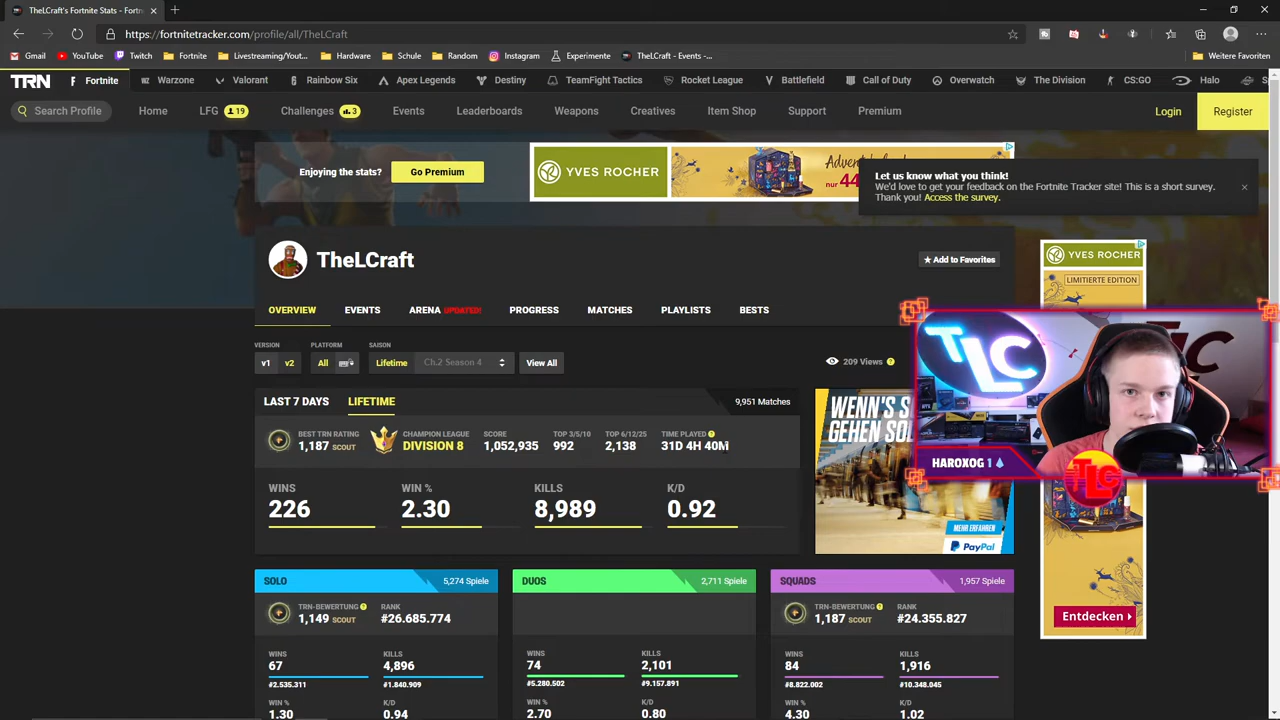 TheLCraft's Fortnite Stats - Fortn
https://fortnitetracker.com/profile/all/TheLCraft
Gmail YouTube Twitch Fortnite Livestreaming/Yout... Hardware Schule Random Instagram Experimente TheLCraft - Events -... Weitere Favoriten
TRN Fortnite Warzone Valorant Rainbow Six Apex Legends Destiny TeamFight Tactics Rocket League Battlefield Call of Duty Overwatch The Division CS:GO Halo
Search Profile Home LFG 19 Challenges 3 Events Leaderboards Weapons Creatives Item Shop Support Premium Login Register
Enjoying the stats? Go Premium
YVES ROCHER
nur 44
Let us know what you think!
We'd love to get your feedback on the Fortnite Tracker site! This is a short survey.
Thank you! Access the survey.
TheLCraft
Add to Favorites
YVES ROCHER
LIMITIERTE EDITION
OVERVIEW EVENTS ARENA UPDATED! PROGRESS MATCHES PLAYLISTS BESTS
VERSION PLATFORM SAISON
v1 v2 All Lifetime Ch.2 Season 4 View All
209 Views
LAST 7 DAYS LIFETIME 9,951 Matches
BEST TRN RATING CHAMPION LEAGUE SCORE TOP 3/5/10 TOP 6/12/25 TIME PLAYED
1,187 SCOUT DIVISION 8 1,052,935 992 2,138 31D 4H 40M
WINS WIN % KILLS K/D
226 2.30 8,989 0.92
WENN'S S
GEHEN SOL
MEHR ERFAHREN
PayPal
TLC
LC
HAROXOG 1
TLC
Entdecken
SOLO 5,274 Spiele
TRN-BEWERTUNG RANK
1,149 SCOUT #26.685.774
WINS KILLS
67 4,896
#2.535.311 #1.840.909
WIN % K/D
1.30 0.94
DUOS 2,711 Spiele
WINS KILLS
74 2,101
#5.280.502 #9.157.891
WIN % K/D
2.70 0.80
SQUADS 1,957 Spiele
TRN-BEWERTUNG RANK
1,187 SCOUT #24.355.827
WINS KILLS
84 1,916
#8.822.002 #10.348.045
WIN % K/D
4.30 1.02